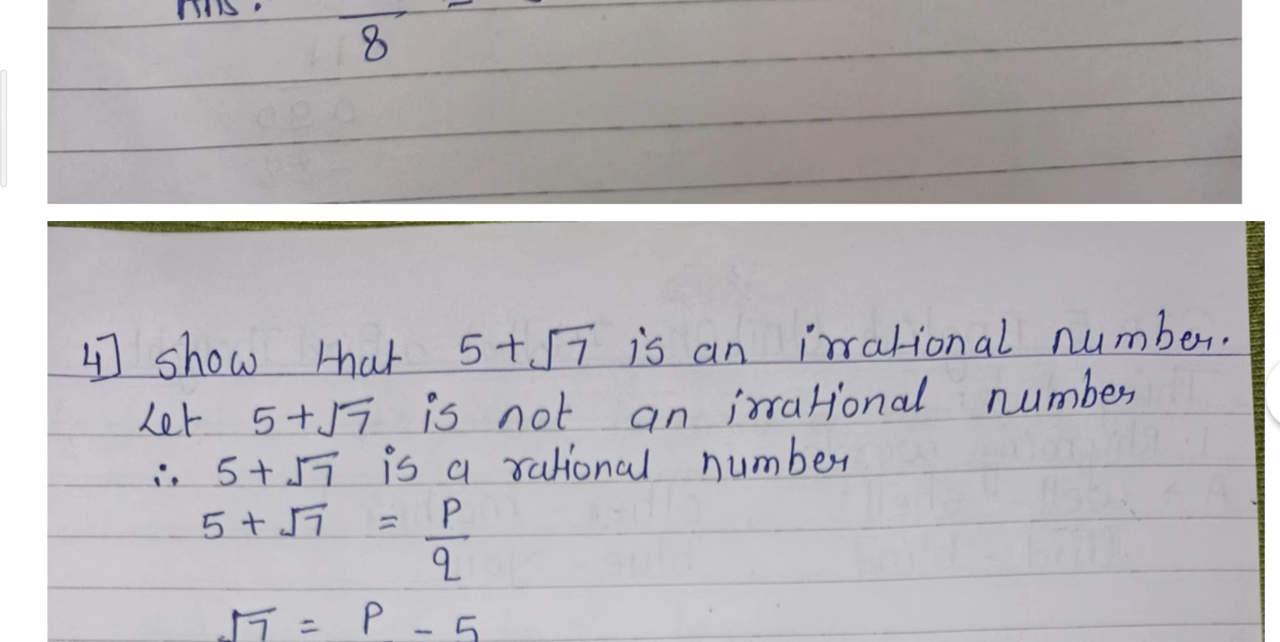 Ans.
8
4] Show that 5+√7 is an irrational number.
Let 5+√7 is not an irrational number
∴ 5+√7 is a rational number
5+√7 = P
q
√7 = P - 5